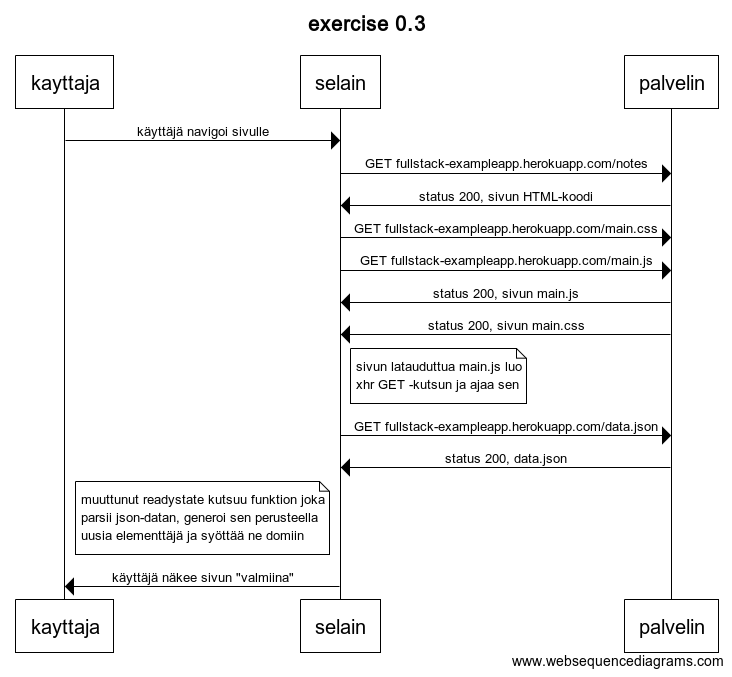 exercise 0.3
kayttaja
selain
palvelin
käyttäjä navigoi sivulle
GET fullstack-exampleapp.herokuapp.com/notes
status 200, sivun HTML-koodi
GET fullstack-exampleapp.herokuapp.com/main.css
GET fullstack-exampleapp.herokuapp.com/main.js
status 200, sivun main.js
status 200, sivun main.css
sivun latauduttua main.js luo
xhr GET -kutsun ja ajaa sen
GET fullstack-exampleapp.herokuapp.com/data.json
status 200, data.json
muuttunut readystate kutsuu funktion joka
parsii json-datan, generoi sen perusteella
uusia elementtäjä ja syöttää ne domiin
käyttäjä näkee sivun "valmiina"
kayttaja
selain
palvelin
www.websequencediagrams.com